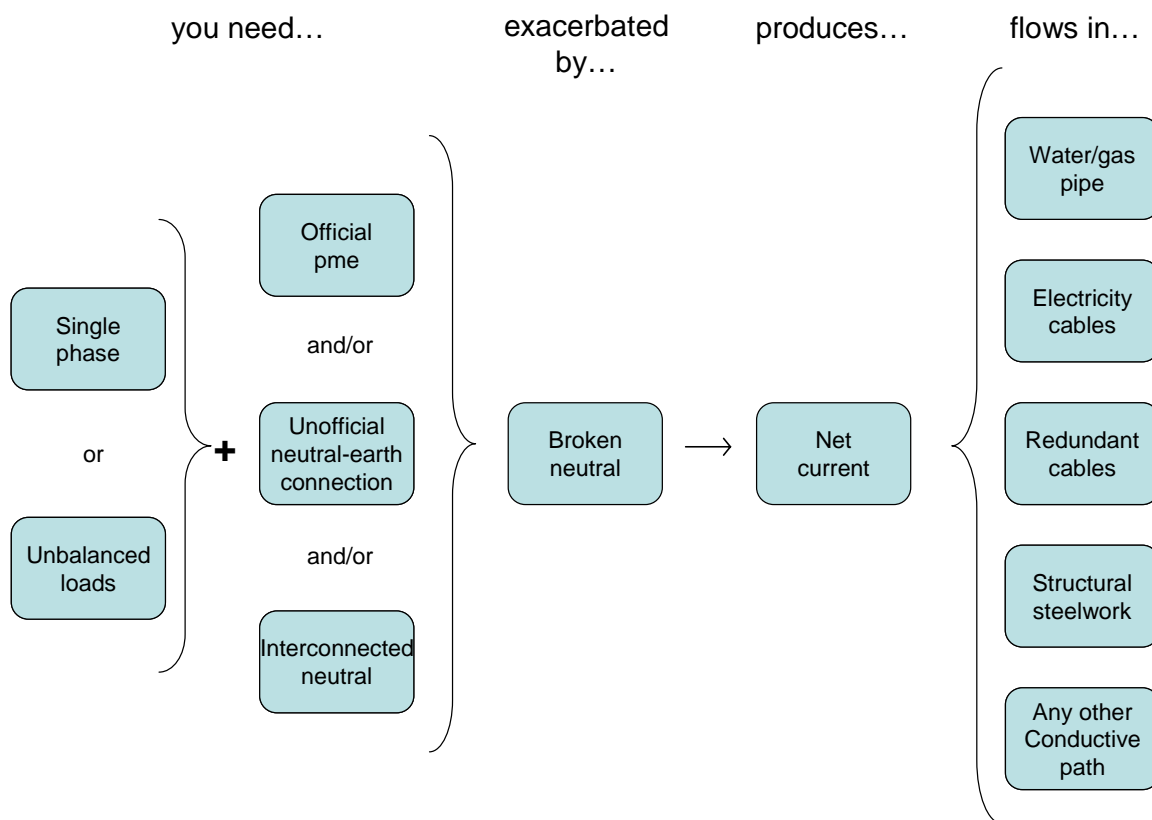 you need…
exacerbated
by…
produces…
flows in…
Single
phase
or
Unbalanced
loads
+
Official
pme
and/or
Unofficial
neutral-earth
connection
and/or
Interconnected
neutral
Broken
neutral
Net
current
Water/gas
pipe
Electricity
cables
Redundant
cables
Structural
steelwork
Any other
Conductive
path